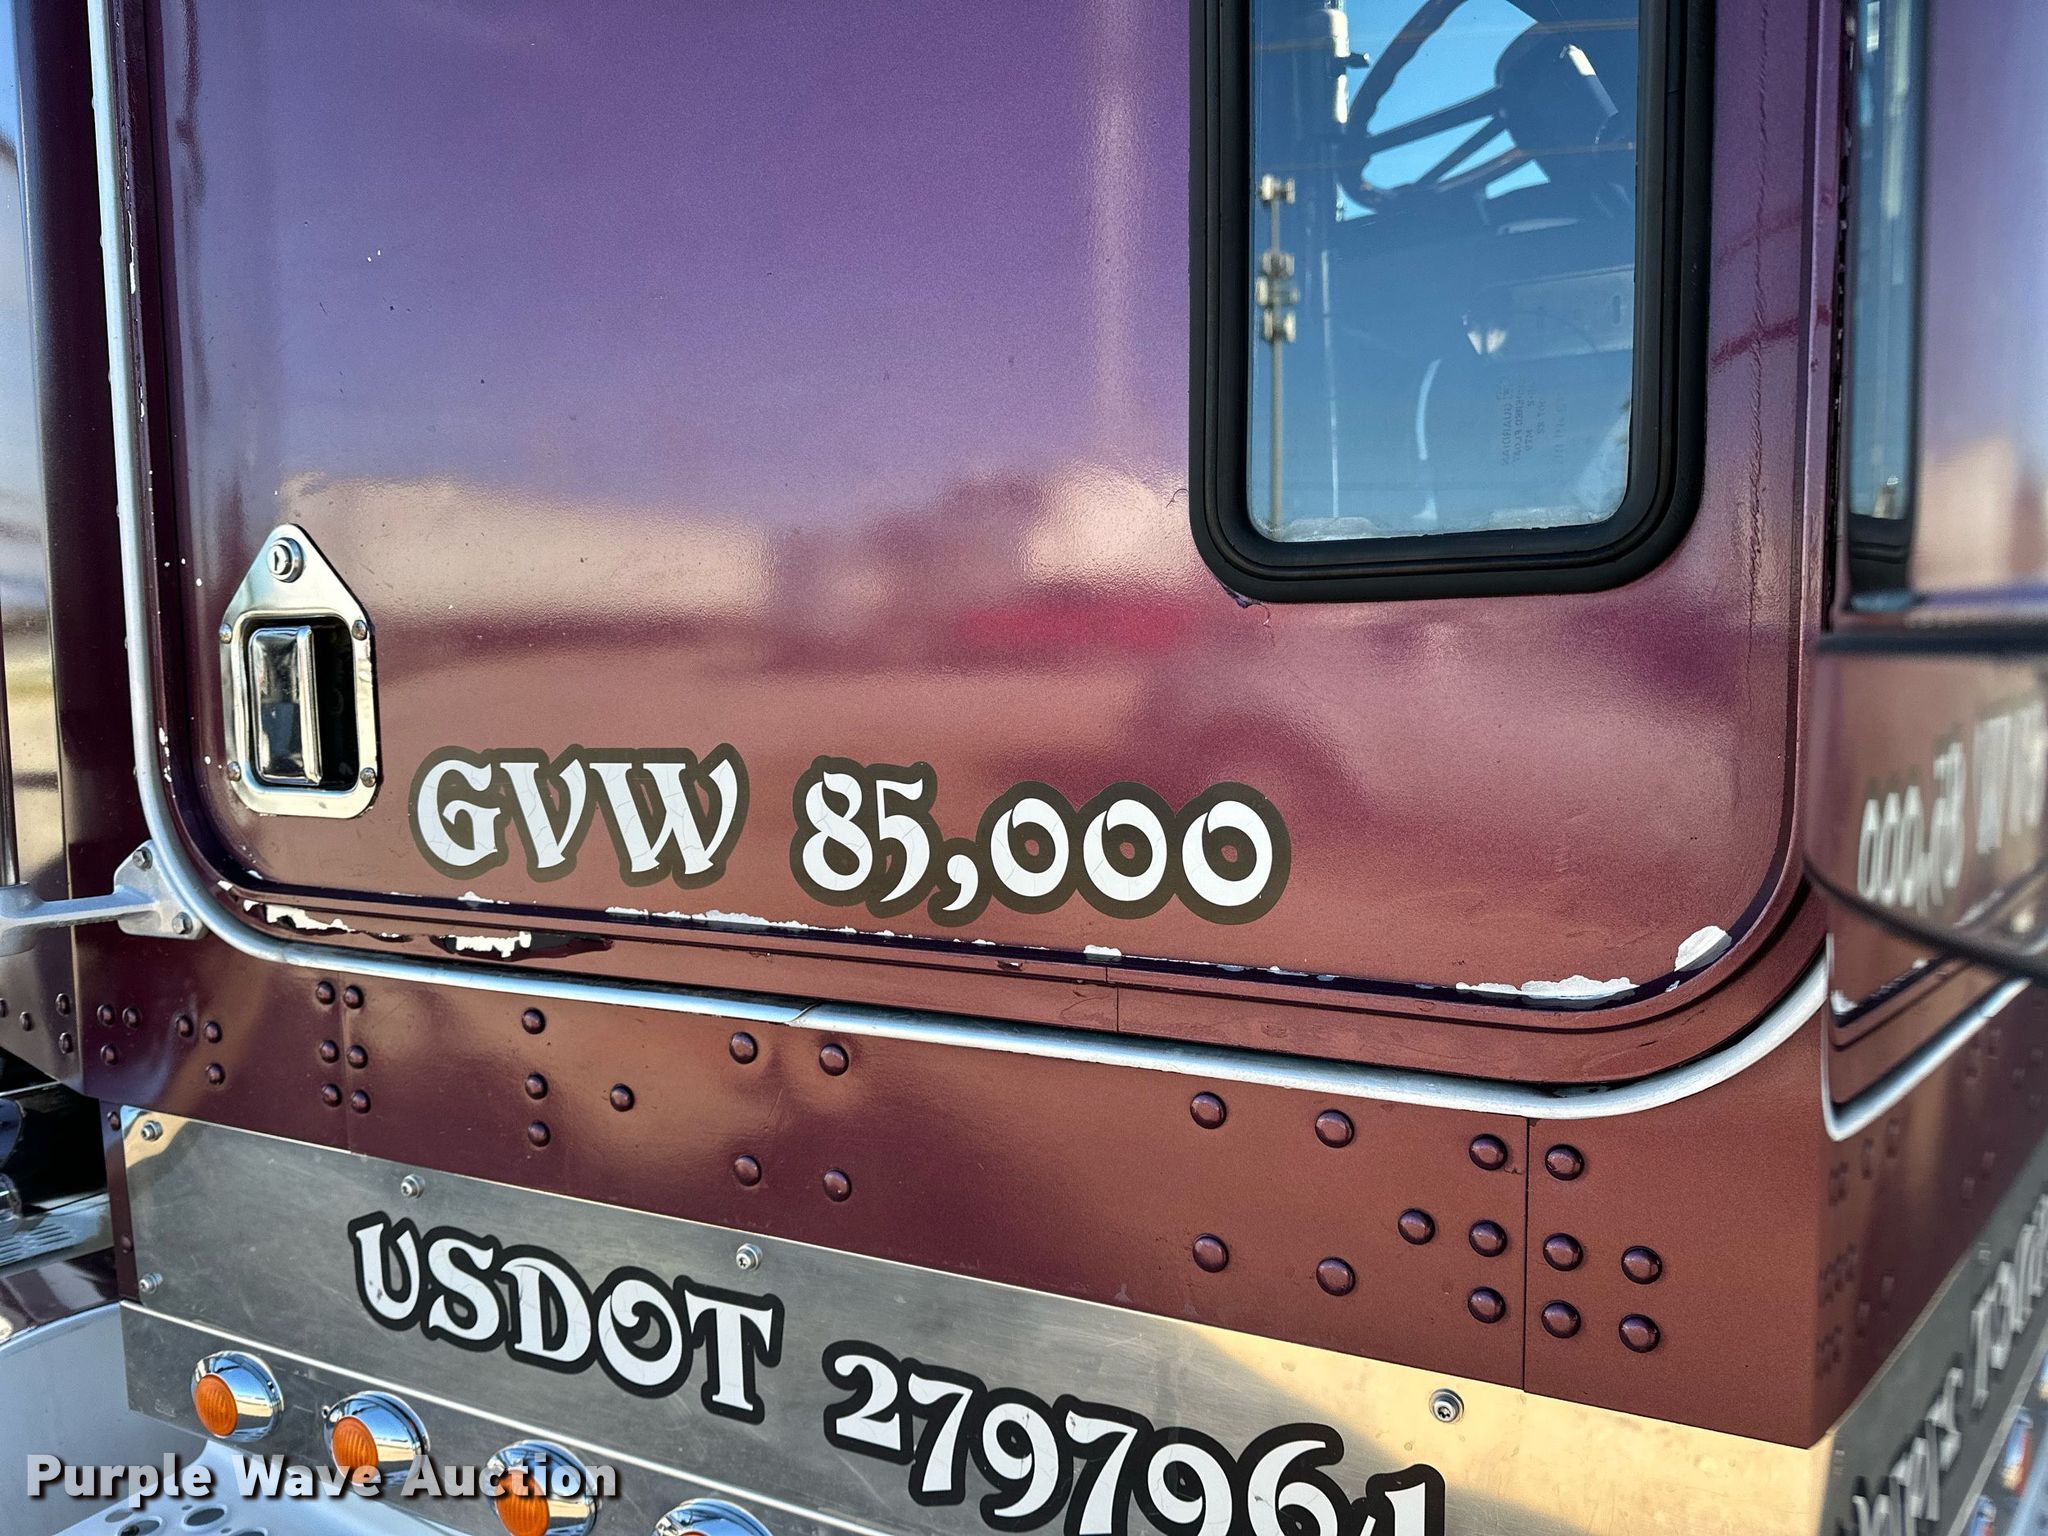 GVW 85,000
USDOT 2797961
Purple Wave Auction